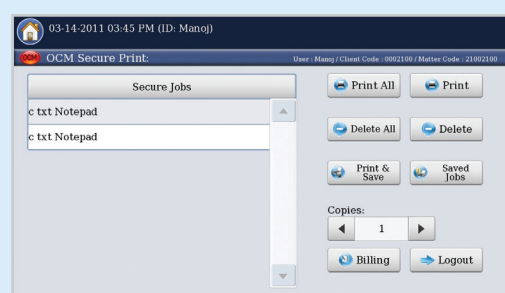 03-14-2011 03:45 PM (ID: Manoj)
OCM OCM Secure Print:
User : Manoj / Client Code : 0002100 / Matter Code : 21002100
Secure Jobs
c txt Notepad
c txt Notepad
Print All
Print
Delete All
Delete
Print &
Save
Saved
Jobs
Copies:
1
Billing
Logout